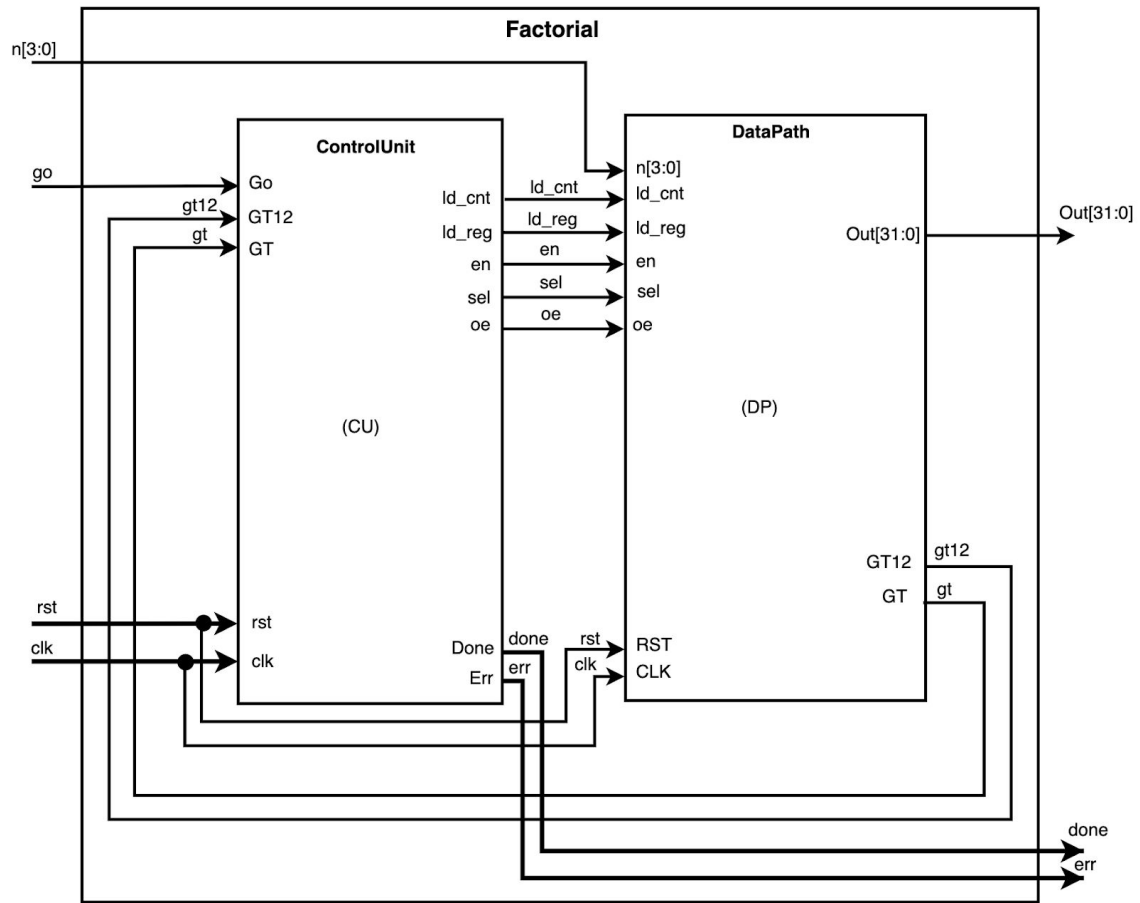 Factorial
n[3:0]
go
rst
clk
ControlUnit
Go
gt12
GT12
gt
GT
ld_cnt
ld_reg
en
sel
oe
(CU)
rst
clk
Done
Err
done
err
ld_cnt
ld_reg
en
sel
oe
rst
clk
DataPath
n[3:0]
ld_cnt
ld_reg
en
sel
oe
Out[31:0]
(DP)
GT12
GT
RST
CLK
gt12
gt
Out[31:0]
done
err